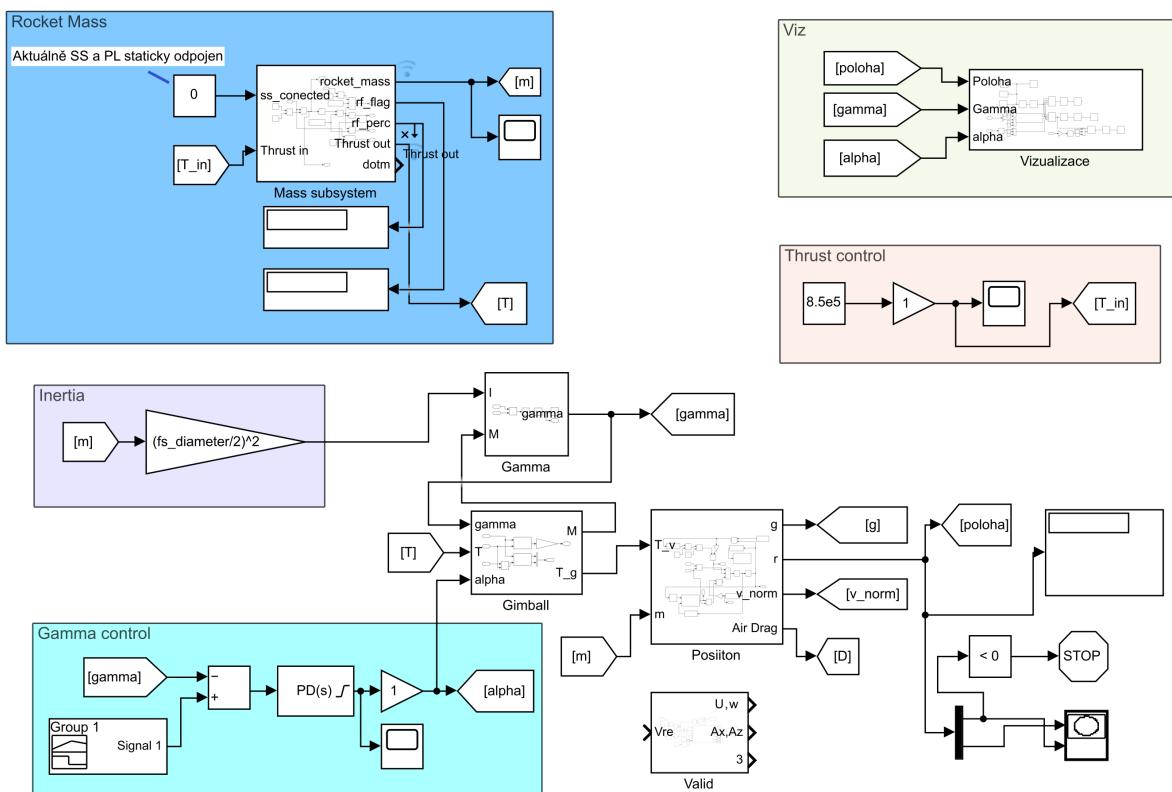 Rocket Mass
Aktuálně SS a PL staticky odpojen
0
ss_conected
Thrust in
rocket_mass
rf_flag
rf_perc
Thrust out
dotm
Thrust out
Mass subsystem
[T_in]
[m]
[T]
Viz
[poloha]
[gamma]
[alpha]
Poloha
Gamma
alpha
Vizualizace
Thrust control
8.5e5
1
[T_in]
Inertia
[m]
(fs_diameter/2)^2
I
M
gamma
Gamma
[gamma]
[T]
gamma
T
alpha
M
T_g
Gimball
[m]
T_v
m
g
r
v_norm
Air Drag
Posiiton
[g]
[poloha]
[v_norm]
[D]
< 0
STOP
Gamma control
[gamma]
Group 1
Signal 1
−
+
PD(s)
1
[alpha]
Vre
U,w
Ax,Az
3
Valid